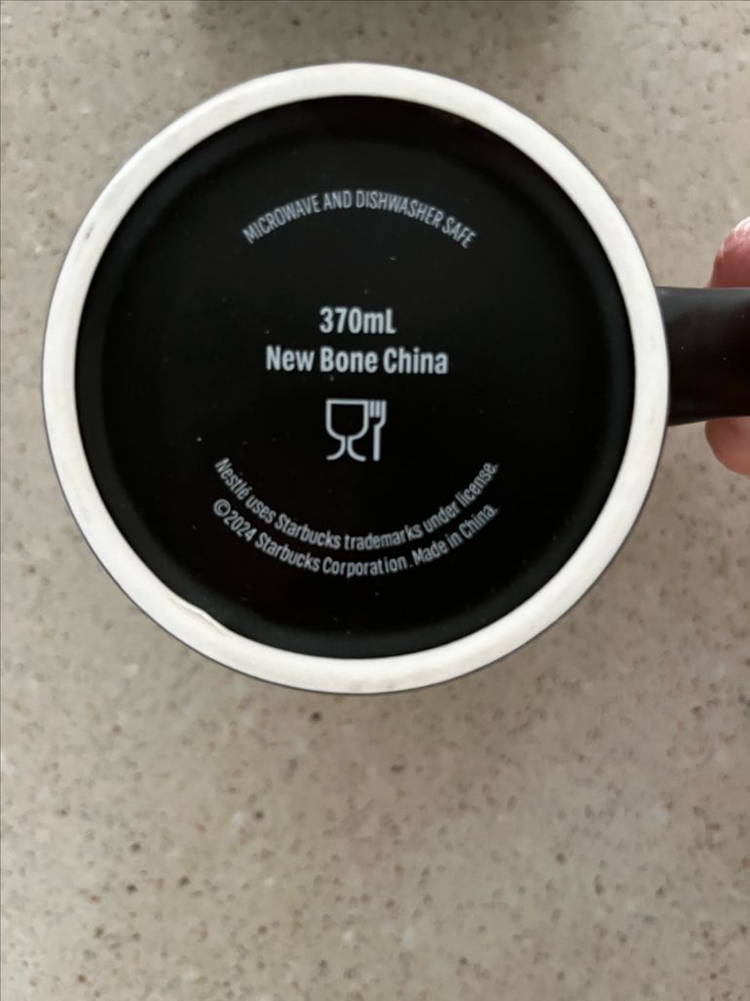 MICROWAVE AND DISHWASHER SAFE
370mL
New Bone China
Nestlé uses Starbucks trademarks under license.
©2024 Starbucks Corporation. Made in China.